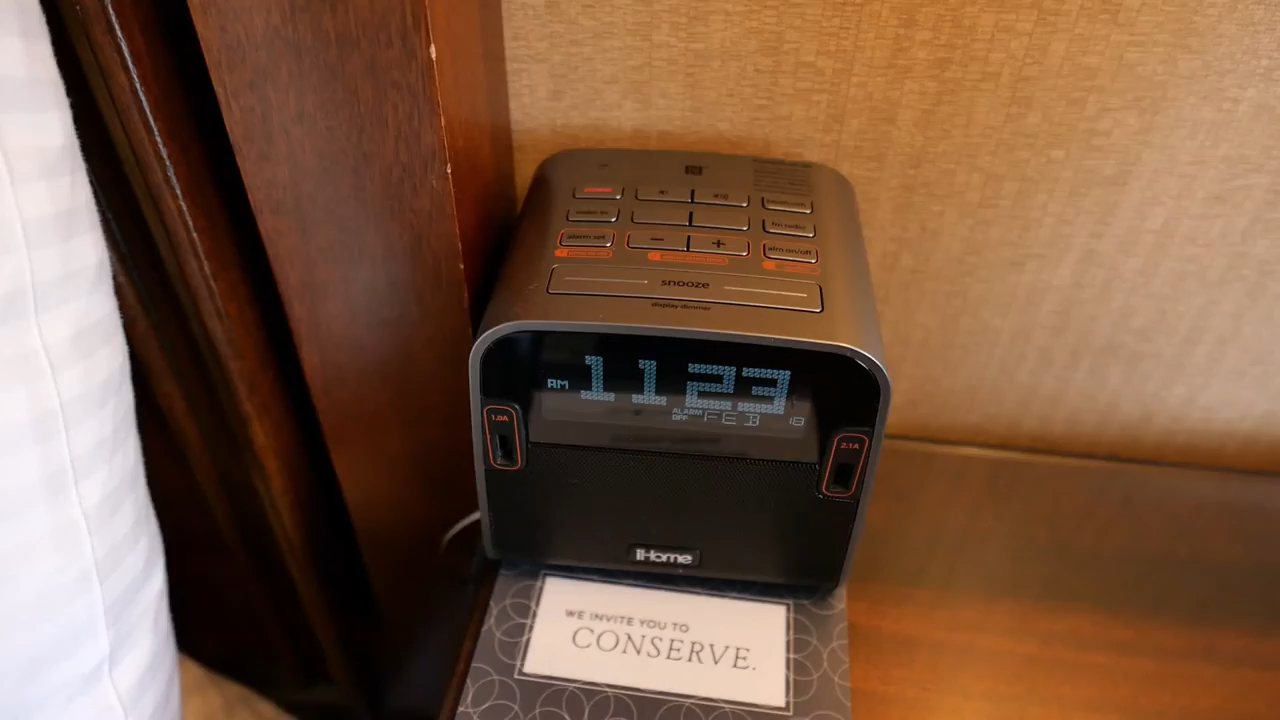 alarm set
− +
alm on/off
fm radio
snooze
display dimmer
AM 11 23
ALARM
OFF
FEB 18
1.0A
2.1A
iHome
WE INVITE YOU TO
CONSERVE.